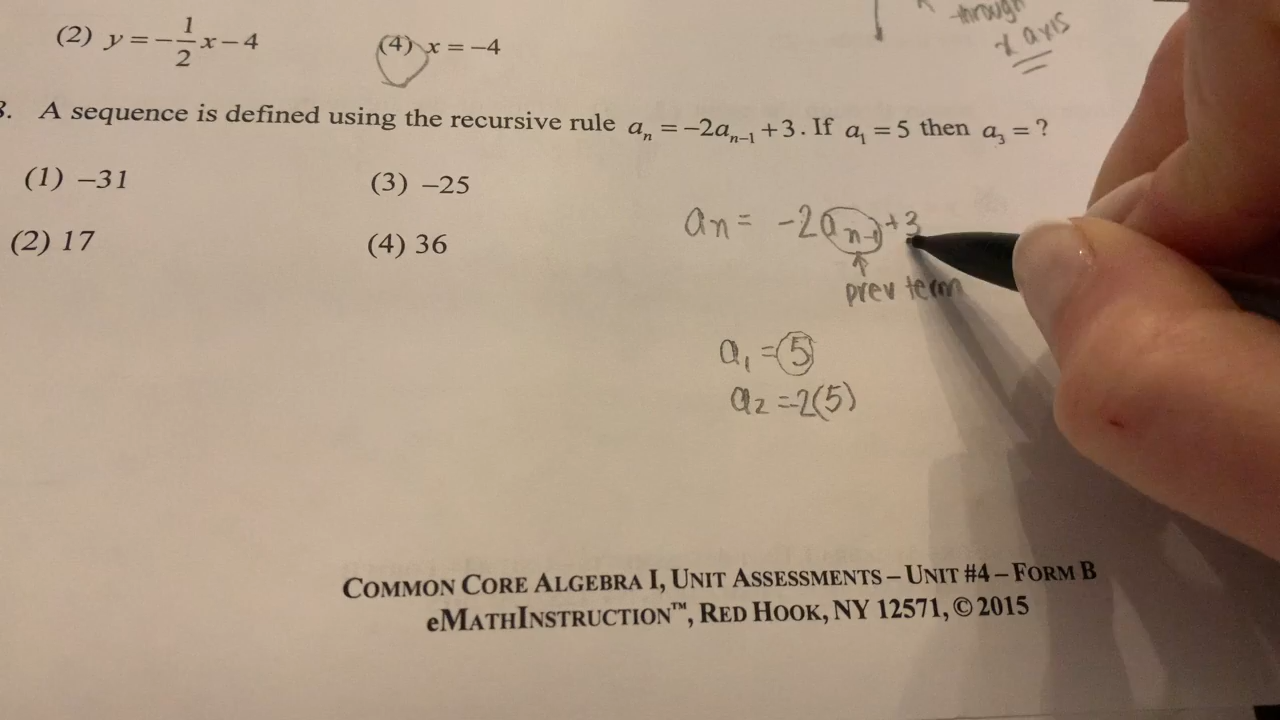 (2) y = -1/2 x - 4
(4) x = -4
through
x axis
3. A sequence is defined using the recursive rule aₙ = -2aₙ₋₁ + 3. If a₁ = 5 then a₃ = ?
(1) -31
(3) -25
(2) 17
(4) 36
an = -2aₙ₋₁ + 3
prev term
a₁ = 5
a₂ = -2(5)
COMMON CORE ALGEBRA I, UNIT ASSESSMENTS – UNIT #4 – FORM B
eMATHINSTRUCTION™, RED HOOK, NY 12571, © 2015